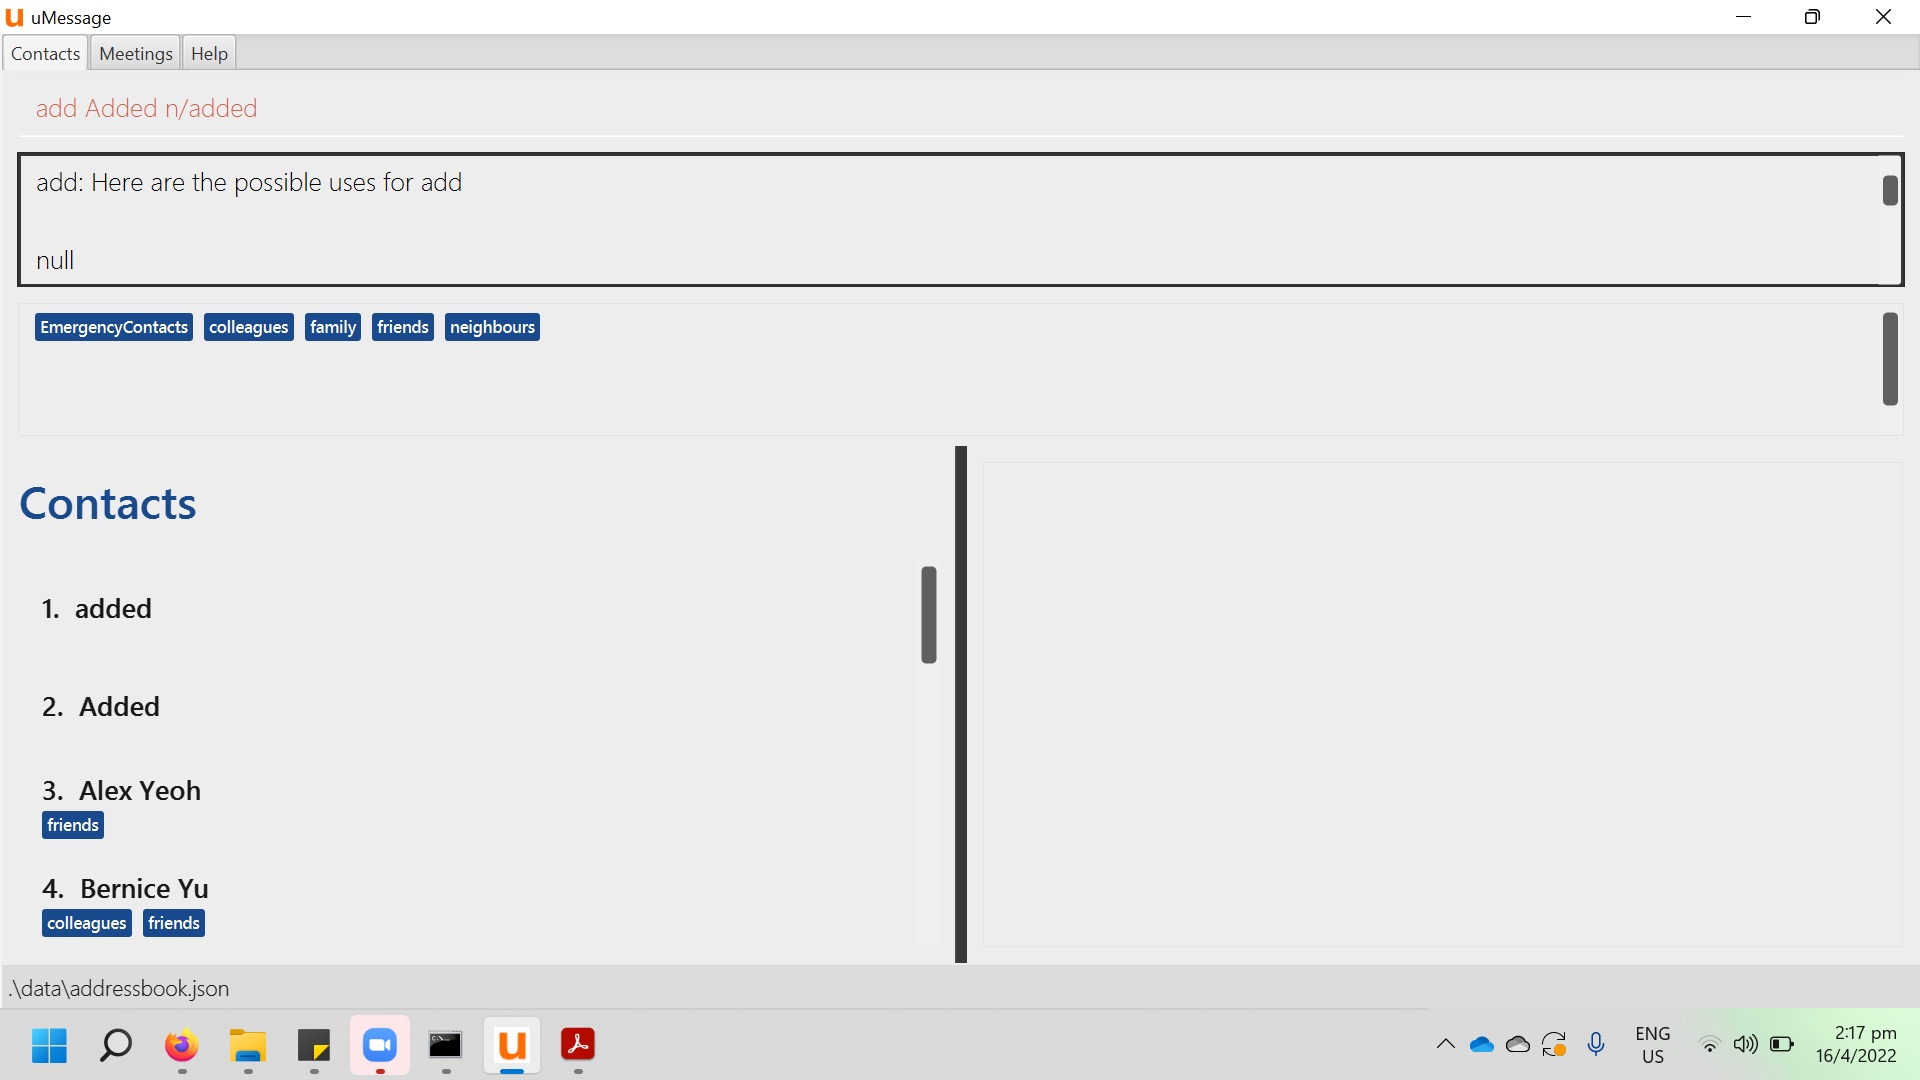 uMessage
Contacts Meetings Help
add Added n/added
add: Here are the possible uses for add
null
EmergencyContacts colleagues family friends neighbours
Contacts
1. added
2. Added
3. Alex Yeoh
friends
4. Bernice Yu
colleagues friends
.\data\addressbook.json
ENG
US
2:17 pm
16/4/2022